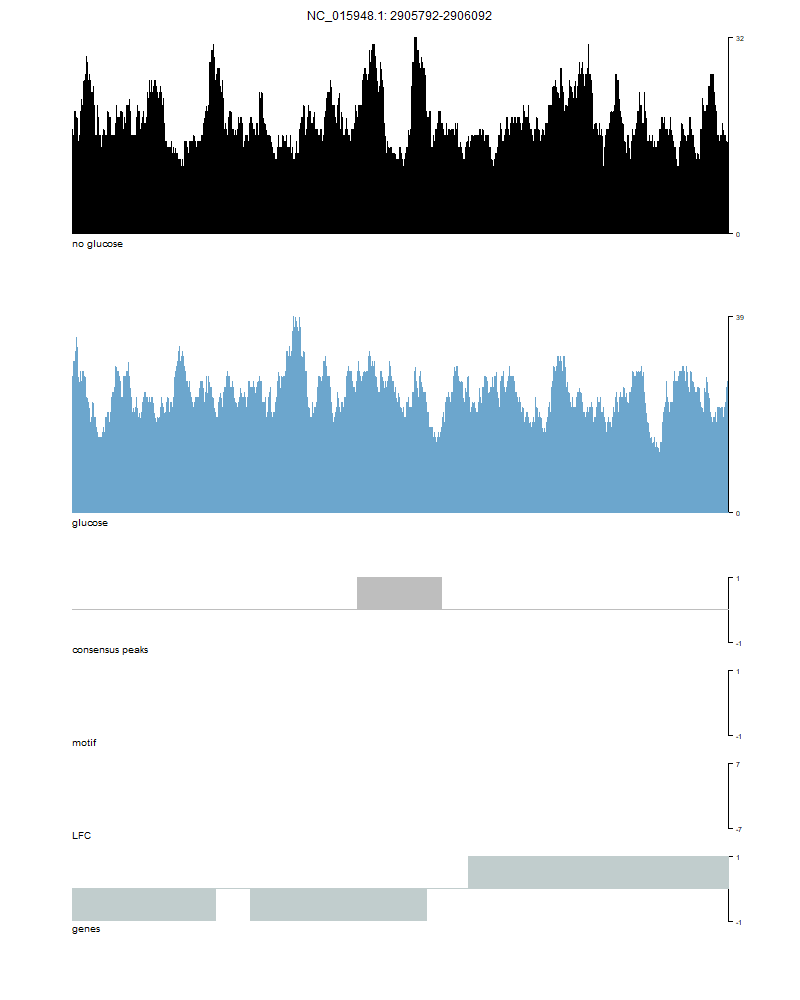 NC_015948.1: 2905792-2906092
32
0
no glucose
39
0
glucose
1
-1
consensus peaks
1
-1
motif
7
-7
LFC
1
-1
genes